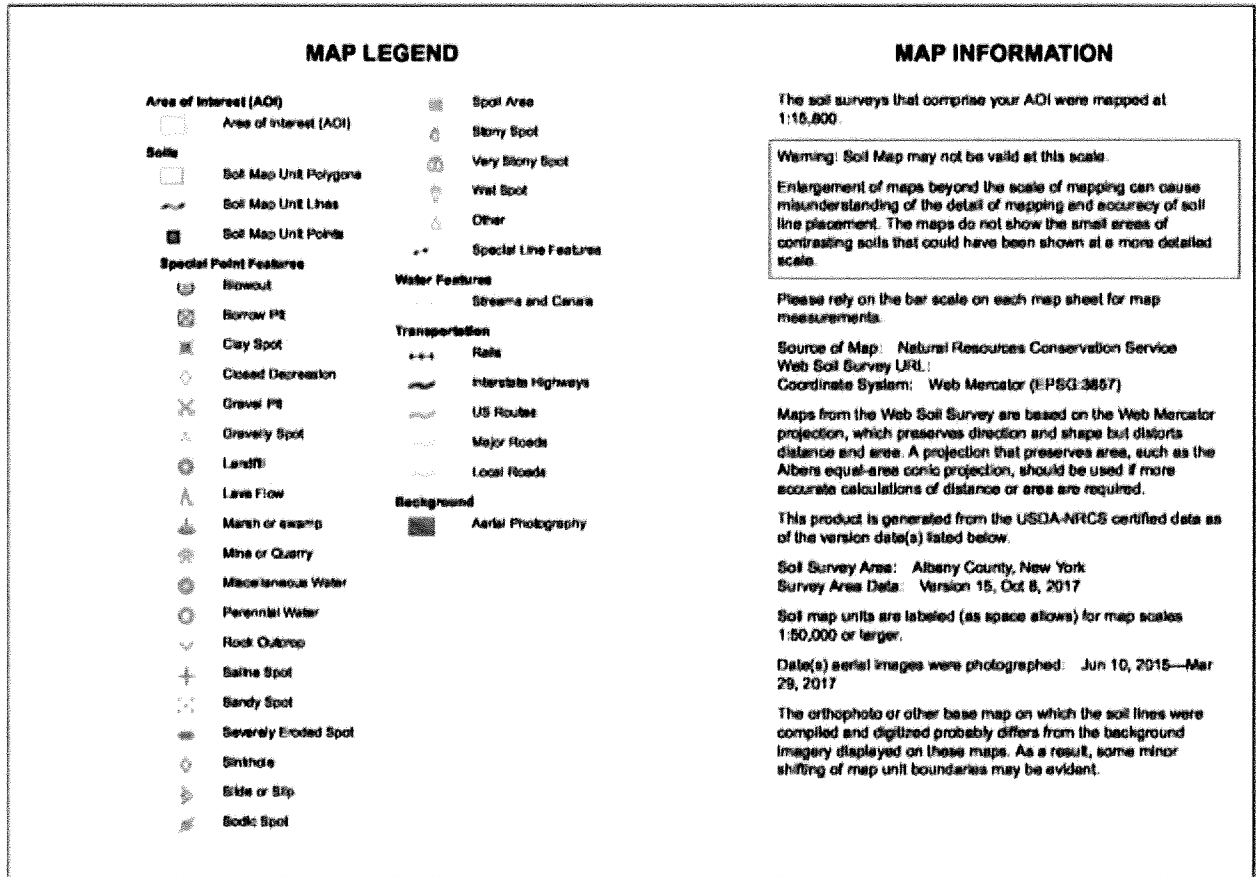 MAP LEGEND
Area of Interest (AOI)
Area of Interest (AOI)
Soils
Soil Map Unit Polygons
Soil Map Unit Lines
Soil Map Unit Points
Special Point Features
Blowout
Borrow Pit
Clay Spot
Closed Depression
Gravel Pit
Gravelly Spot
Landfill
Lava Flow
Marsh or swamp
Mine or Quarry
Miscellaneous Water
Perennial Water
Rock Outcrop
Saline Spot
Sandy Spot
Severely Eroded Spot
Sinkhole
Slide or Slip
Sodic Spot
Spoil Area
Stony Spot
Very Stony Spot
Wet Spot
Other
Special Line Features
Water Features
Streams and Canals
Transportation
Rails
Interstate Highways
US Routes
Major Roads
Local Roads
Background
Aerial Photography
MAP INFORMATION
The soil surveys that comprise your AOI were mapped at
Warning: Soil Map may not be valid at this scale.
Enlargement of maps beyond the scale of mapping can cause
misunderstanding of the detail of mapping and accuracy of soil
line placement. The maps do not show the small areas of
contrasting soils that could have been shown at a more detailed
scale.
Please rely on the bar scale on each map sheet for map
measurements.
Source of Map: Natural Resources Conservation Service
Web Soil Survey URL:
Coordinate System: Web Mercator (EPSG:3857)
Maps from the Web Soil Survey are based on the Web Mercator
projection, which preserves direction and shape but distorts
distance and area. A projection that preserves area, such as the
Albers equal-area conic projection, should be used if more
accurate calculations of distance or area are required.
This product is generated from the USDA-NRCS certified data as
of the version date(s) listed below.
Soil Survey Area: Albany County, New York
Survey Area Data: Version 15, Oct 8, 2017
Soil map units are labeled (as space allows) for map scales
1:50,000 or larger.
Date(s) aerial images were photographed: Jun 10, 2015—Mar
29, 2017
The orthophoto or other base map on which the soil lines were
compiled and digitized probably differs from the background
imagery displayed on these maps. As a result, some minor
shifting of map unit boundaries may be evident.